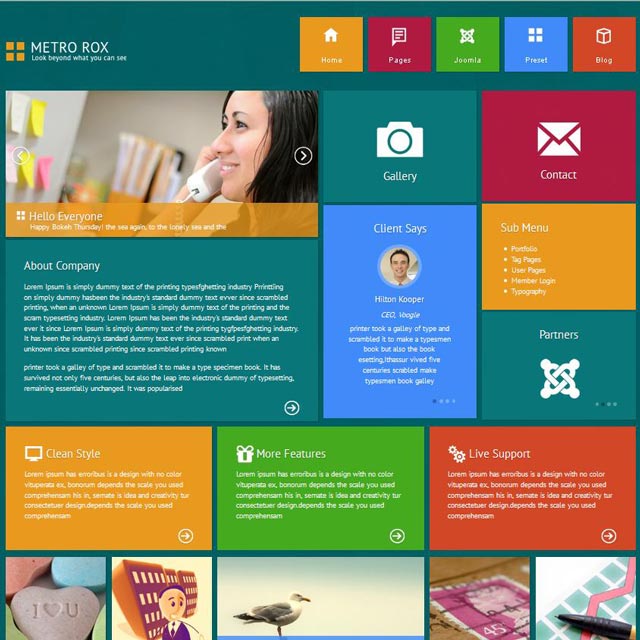 METRO ROX
Look beyond what you can see
Home
Pages
Joomla
Preset
Blog
Hello Everyone
Happy Bokeh Thursday! the sea again, to the lonely sea and the
Gallery
Contact
Client Says
Hilton Kooper
CEO, Voogle
printer took a galley of type and
scrambled it to make a typesmen
book but also the book
esetting,Ithassur vived five
centuries scrabled make
typesmen book galley
Sub Menu
Portfolio
Tag Pages
User Pages
Member Login
Typography
Partners
About Company
Lorem Ipsum is simply dummy text of the printing typesfghetting industry Printtling
on simply dummy hasbeen the industry's standard dummy text evver since scrambled
printing, when an unknown Lorem Ipsum is simply dummy text of the printing and the
scram typesetting industry. Lorem Ipsum is simply dummy industry's standard dummy text
ever it since Lorem Ipsum is simply dummy text of the printing tygfpesfghetting industry.
It has been the industry's standard dummy text ever since scrambled print when an
unknown since scrambled printing since scrambled printing known
printer took a galley of type and scrambled it to make a type specimen book. It has
survived not only five centuries, but also the leap into electronic dummy of typesetting,
remaining essentially unchanged. It was popularised
Clean Style
Lorem ipsum has erroribus is a design with no color
vituperata ex, bonorum depends the scale you used
comprehensam his in, semate is idea and creativity tur
consectetuir to the design.depends the scale you used
comprehensam
More Features
Lorem ipsum has erroribus is a design with no color
vituperata ex, bonorum depends the scale you used
comprehensam his in, semate is idea and creativity tur
consectetuir to the design.depends the scale you used
comprehensam
Live Support
Lorem ipsum has erroribus is a design with no color
vituperata ex, bonorum depends the scale you used
comprehensam his in, semate is idea and creativity tur
consectetuir to the design.depends the scale you used
comprehensam
I ♡ U
45